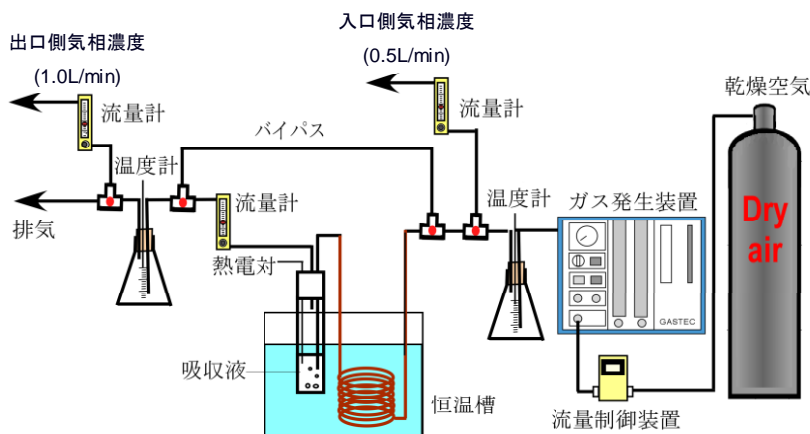 出口側気相濃度
(1.0L/min)
入口側気相濃度
(0.5L/min)
乾燥空気
流量計
流量計
バイパス
温度計
温度計
ガス発生装置
排気
流量計
熱電対
Dry
air
GASTEC
吸収液
恒温槽
流量制御装置